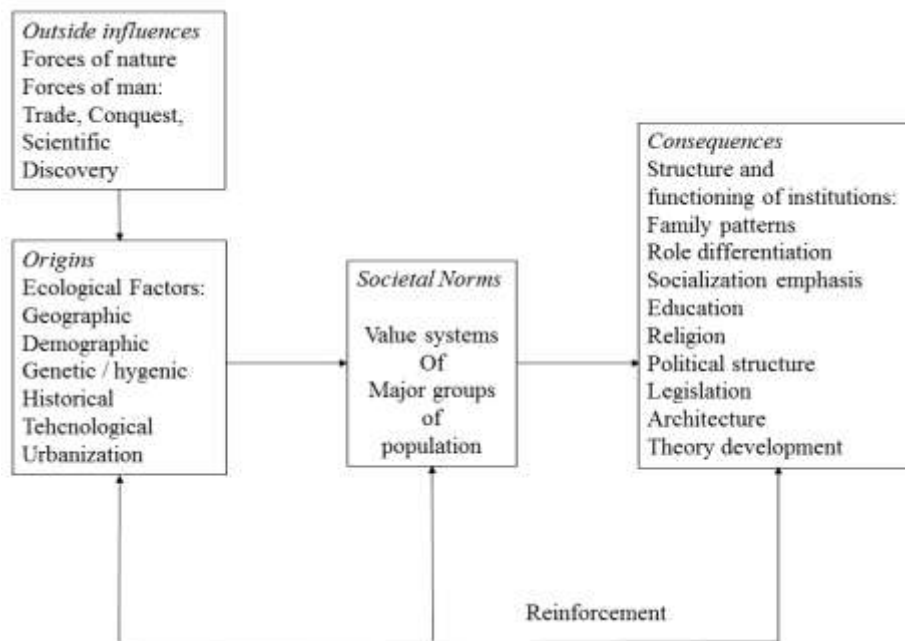 Outside influences
Forces of nature
Forces of man:
Trade, Conquest,
Scientific
Discovery
Origins
Ecological Factors:
Geographic
Demographic
Genetic / hygenic
Historical
Tehcnological
Urbanization
Societal Norms
Value systems
Of
Major groups
of
population
Consequences
Structure and
functioning of institutions:
Family patterns
Role differentiation
Socialization emphasis
Education
Religion
Political structure
Legislation
Architecture
Theory development
Reinforcement